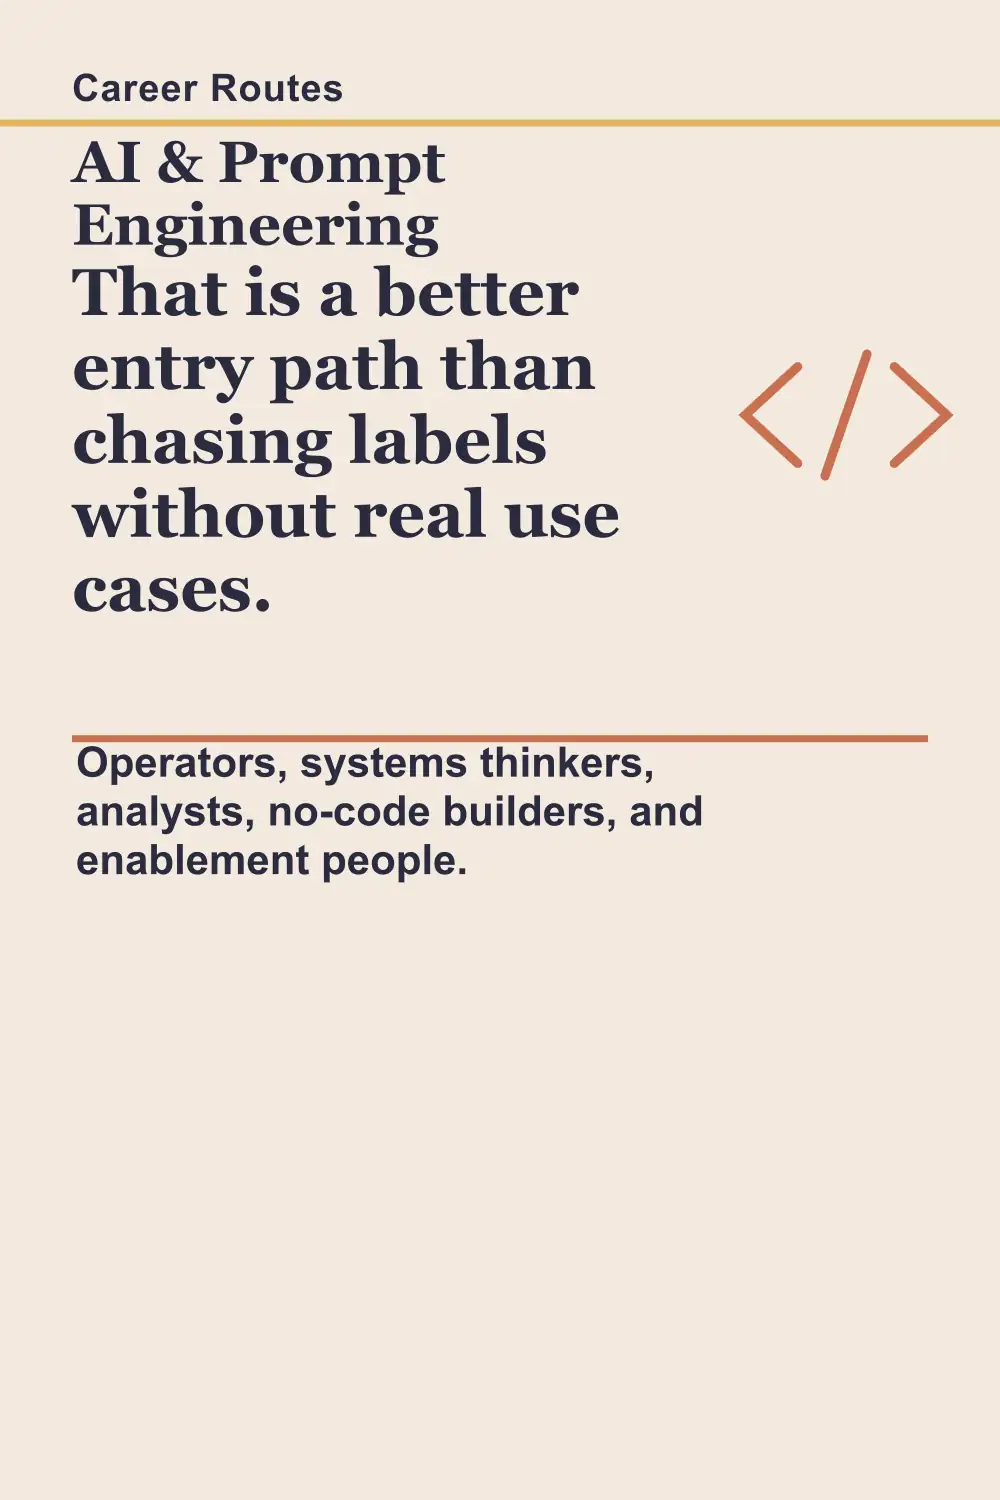 Career Routes
AI & Prompt
Engineering
That is a better
entry path than
chasing labels
without real use
cases.
Operators, systems thinkers,
analysts, no-code builders, and
enablement people.